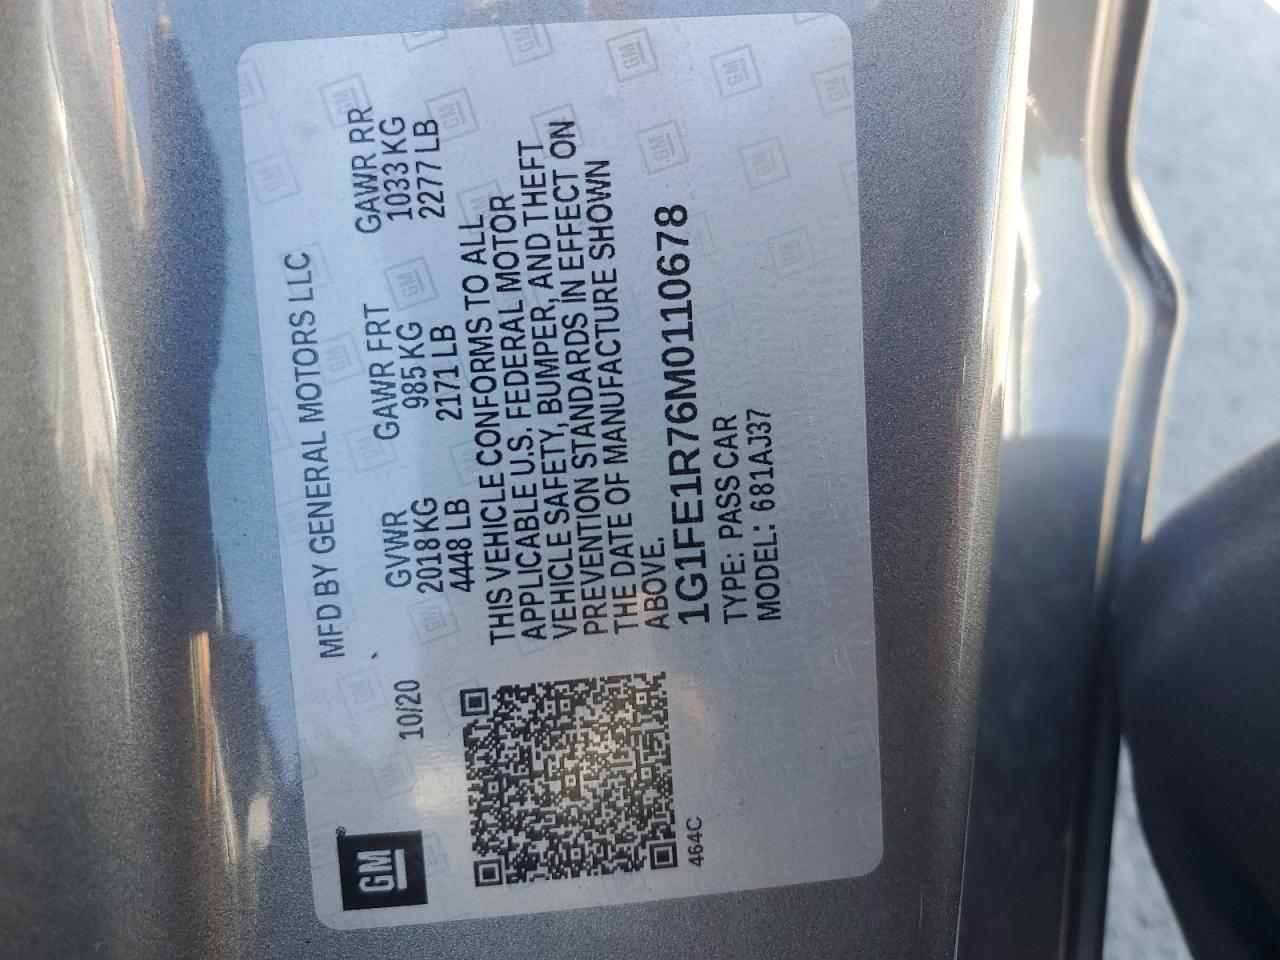 GM
MFD BY GENERAL MOTORS LLC
10/20 GVWR GAWR FRT GAWR RR
2018KG 985 KG 1033 KG
4448 LB 2171 LB 2277 LB
THIS VEHICLE CONFORMS TO ALL
APPLICABLE U.S. FEDERAL MOTOR
VEHICLE SAFETY, BUMPER, AND THEFT
PREVENTION STANDARDS IN EFFECT ON
THE DATE OF MANUFACTURE SHOWN
ABOVE.
1G1FE1R76M0110678
TYPE: PASS CAR
MODEL: 681AJ37
464C